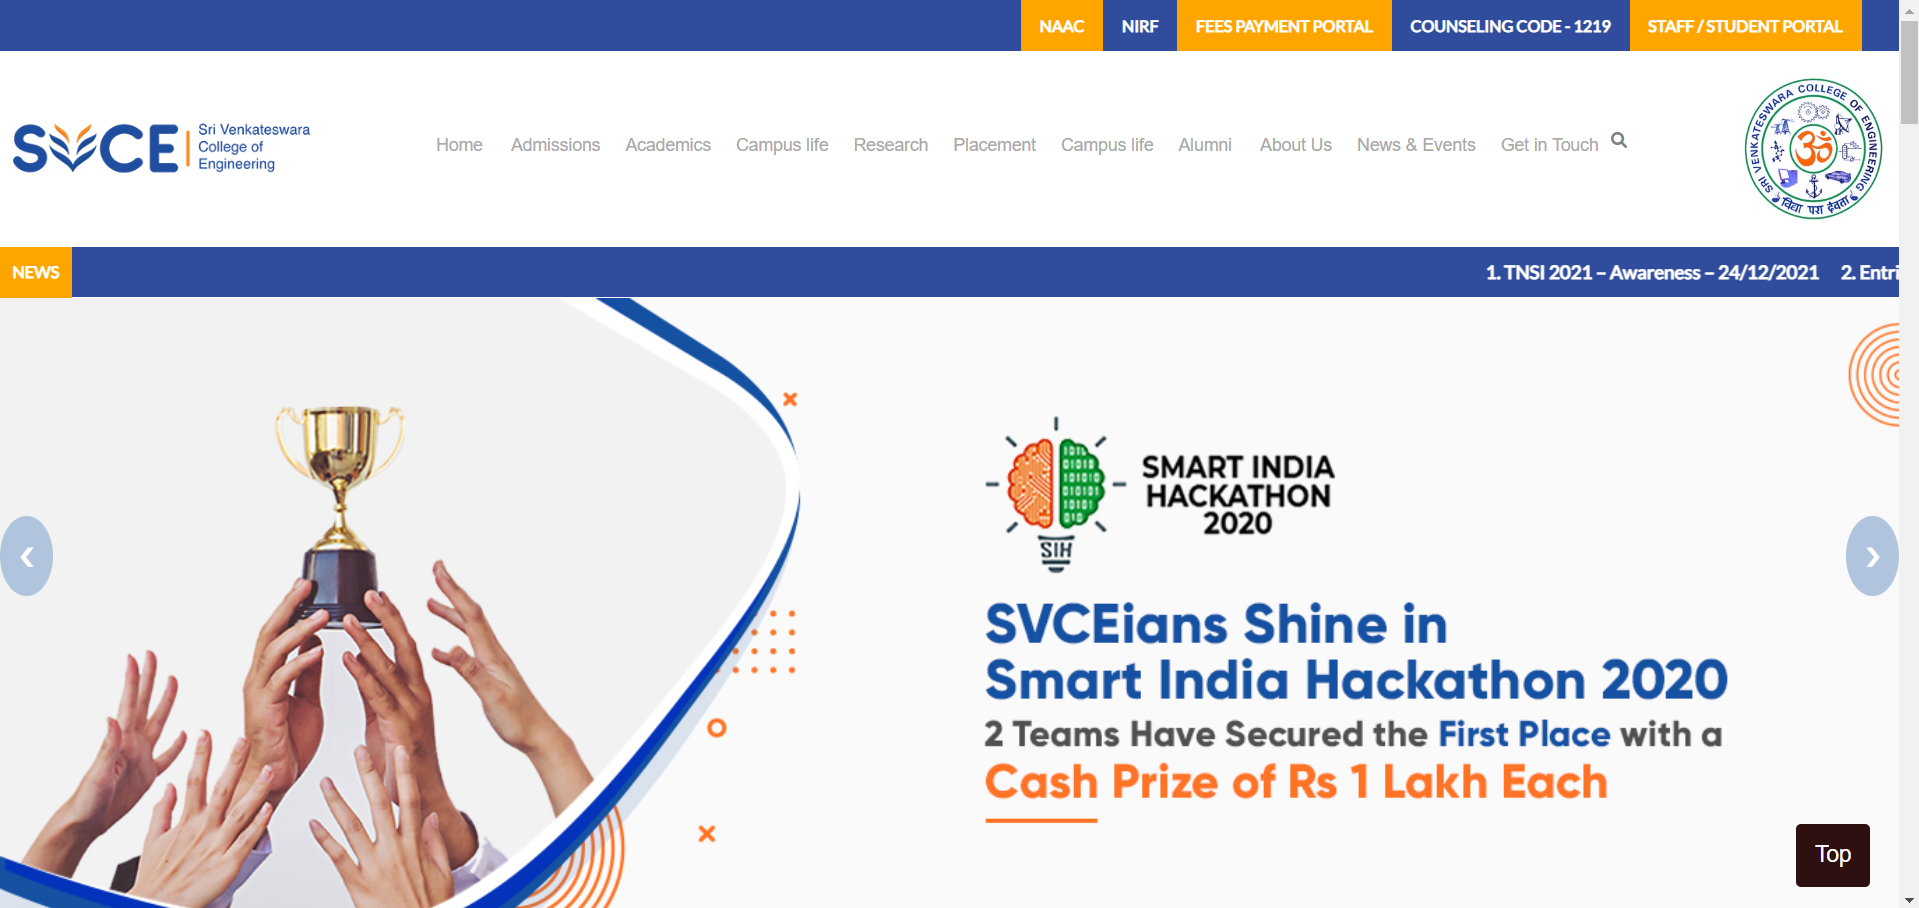 NAAC
NIRF
FEES PAYMENT PORTAL
COUNSELING CODE - 1219
STAFF / STUDENT PORTAL
SVCE
Sri Venkateswara
College of
Engineering
Home
Admissions
Academics
Campus life
Research
Placement
Campus life
Alumni
About Us
News & Events
Get in Touch
SRI VENKATESWARA COLLEGE OF ENGINEERING
ॐ
विद्या परा देवता
NEWS
1. TNSI 2021 – Awareness – 24/12/2021
2. Entri
SIH
SMART INDIA
HACKATHON
2020
SVCEians Shine in
Smart India Hackathon 2020
2 Teams Have Secured the First Place with a
Cash Prize of Rs 1 Lakh Each
Top